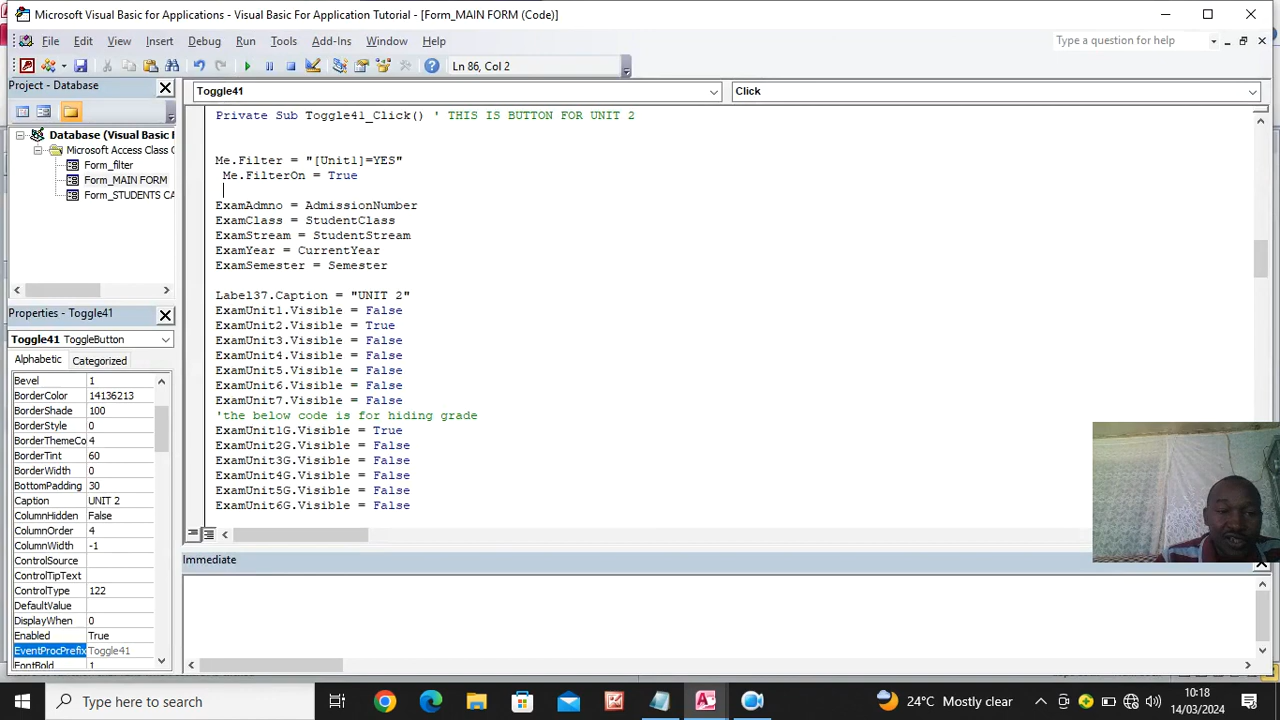 Microsoft Visual Basic for Applications - Visual Basic For Application Tutorial - [Form_MAIN FORM (Code)]
File Edit View Insert Format Debug Run Tools Add-Ins Window Help
Type a question for help
Ln 86, Col 2
Project - Database
Toggle41
Click
Database (Visual Basic F
Microsoft Access Class O
Form_filter
Form_MAIN FORM
Form_STUDENTS CA
Private Sub Toggle41_Click() ' THIS IS BUTTON FOR UNIT 2
Me.Filter = "[Unit1]=YES"
Me.FilterOn = True
ExamAdmno = AdmissionNumber
ExamClass = StudentClass
ExamStream = StudentStream
ExamYear = CurrentYear
ExamSemester = Semester
Label37.Caption = "UNIT 2"
ExamUnit1.Visible = False
ExamUnit2.Visible = True
ExamUnit3.Visible = False
ExamUnit4.Visible = False
ExamUnit5.Visible = False
ExamUnit6.Visible = False
ExamUnit7.Visible = False
'the below code is for hiding grade
ExamUnit1G.Visible = True
ExamUnit2G.Visible = False
ExamUnit3G.Visible = False
ExamUnit4G.Visible = False
ExamUnit5G.Visible = False
ExamUnit6G.Visible = False
Properties - Toggle41
Toggle41 ToggleButton
Alphabetic Categorized
Bevel 1
BorderColor 14136213
BorderShade 100
BorderStyle 0
BorderThemeCo 4
BorderTint 60
BorderWidth 0
BottomPadding 30
Caption UNIT 2
ColumnHidden False
ColumnOrder 4
ColumnWidth -1
ControlSource
ControlTipText
ControlType 122
DefaultValue
DisplayWhen 0
Enabled True
EventProcPrefix Toggle41
FontBold 1
Immediate
Type here to search
24°C Mostly clear
10:18
14/03/2024